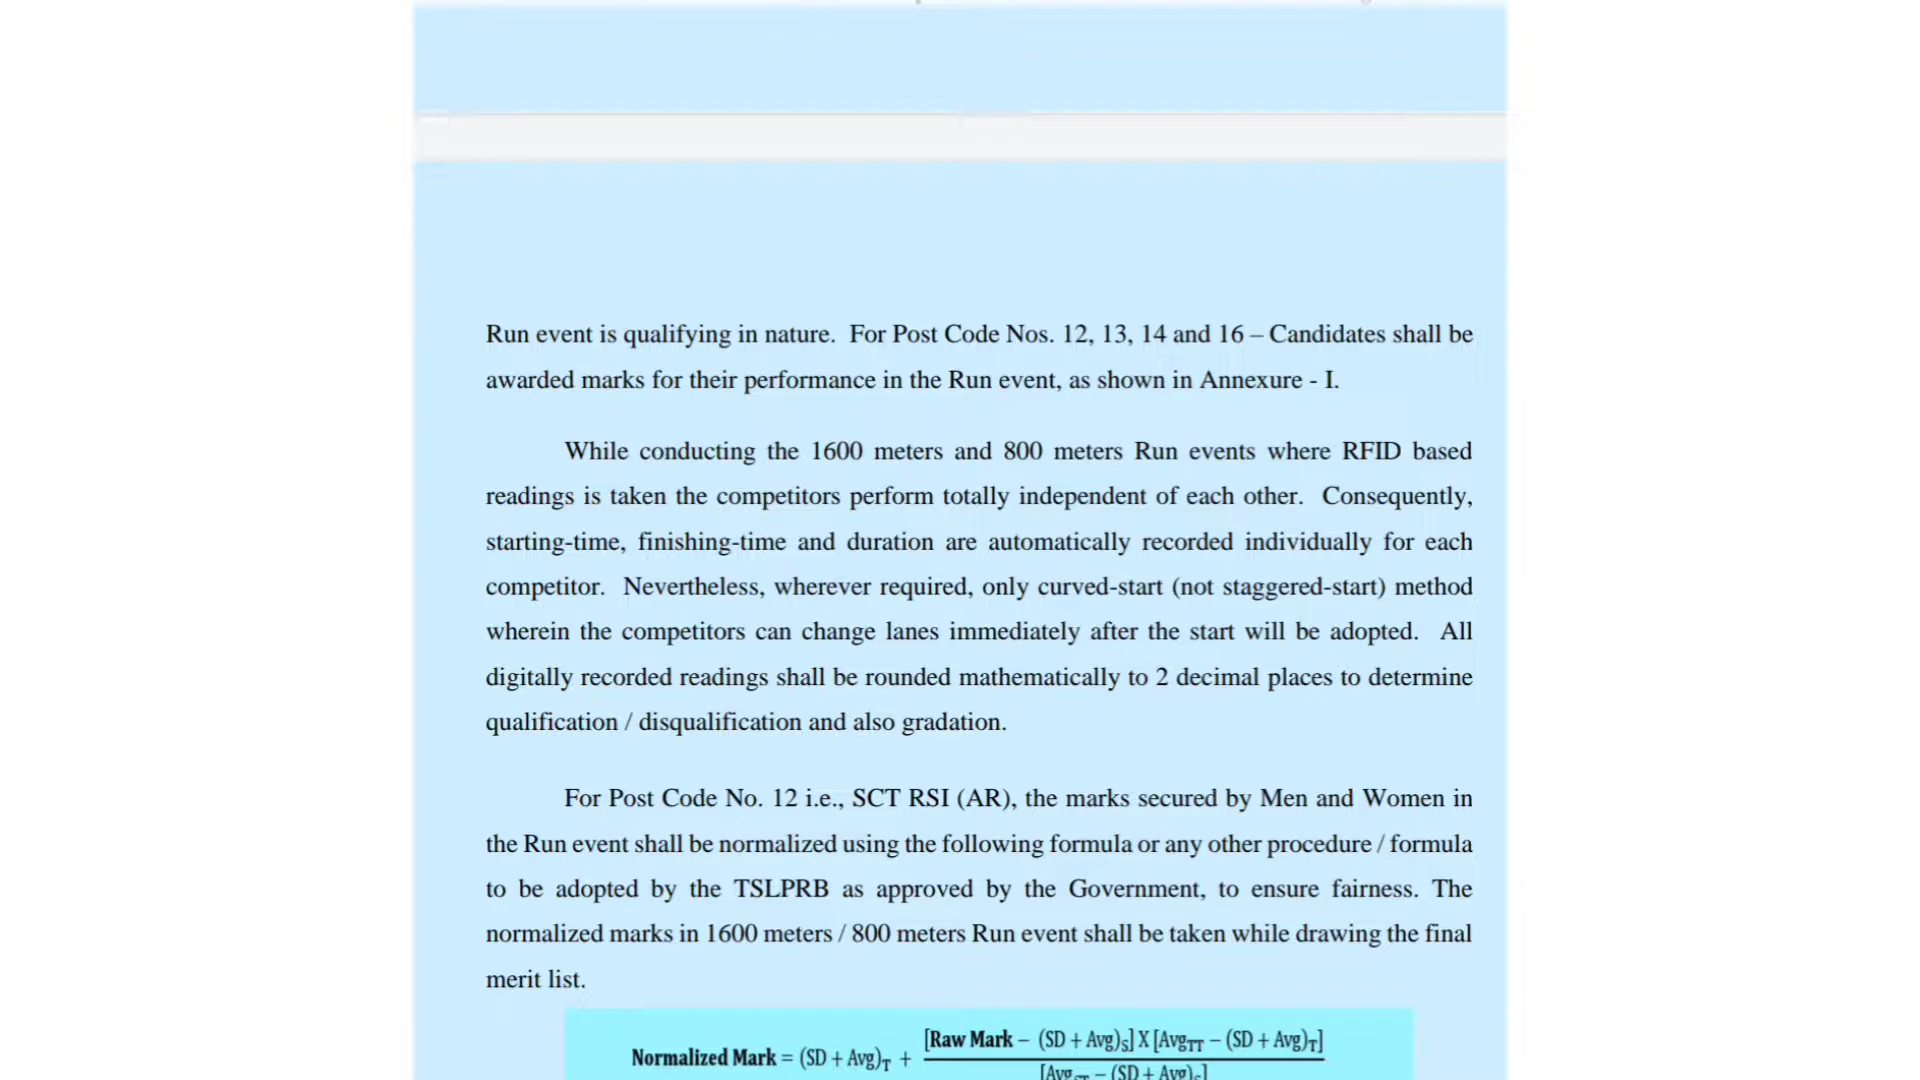 Run event is qualifying in nature. For Post Code Nos. 12, 13, 14 and 16 – Candidates shall be
awarded marks for their performance in the Run event, as shown in Annexure - I.
While conducting the 1600 meters and 800 meters Run events where RFID based
readings is taken the competitors perform totally independent of each other. Consequently,
starting-time, finishing-time and duration are automatically recorded individually for each
competitor. Nevertheless, wherever required, only curved-start (not staggered-start) method
wherein the competitors can change lanes immediately after the start will be adopted. All
digitally recorded readings shall be rounded mathematically to 2 decimal places to determine
qualification / disqualification and also gradation.
For Post Code No. 12 i.e., SCT RSI (AR), the marks secured by Men and Women in
the Run event shall be normalized using the following formula or any other procedure / formula
to be adopted by the TSLPRB as approved by the Government, to ensure fairness. The
normalized marks in 1600 meters / 800 meters Run event shall be taken while drawing the final
merit list.
[Raw Mark – (SD + Avg)S] X [AvgTT – (SD + Avg)T]
Normalized Mark = (SD + Avg)T +